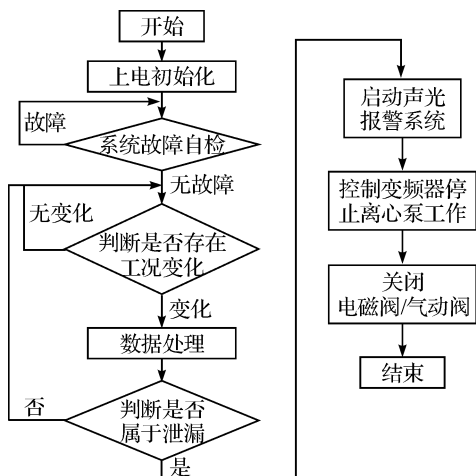 开始
上电初始化
故障
系统故障自检
无故障
无变化
判断是否存在
工况变化
变化
数据处理
否
判断是否
属于泄漏
是
启动声光
报警系统
控制变频器停
止离心泵工作
关闭
电磁阀/气动阀
结束